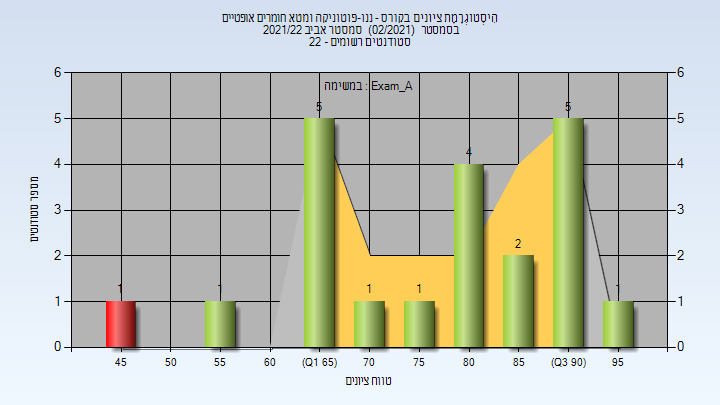 היסטוגרמת ציונים בקורס - ננו-פוטוניקה ומטא חומרים אופטיים
בסמסטר (02/2021) סמסטר אביב 2021/22
סטודנטים רשומים - 22
במשימה : Exam_A
6 6
5 5
4 4
3 3
2 2
1 1
0 0
1 1 5 1 1 4 2 5 1
מספר סטודנטים
45 50 55 60 (Q1 65) 70 75 80 85 (Q3 90) 95
טווח ציונים